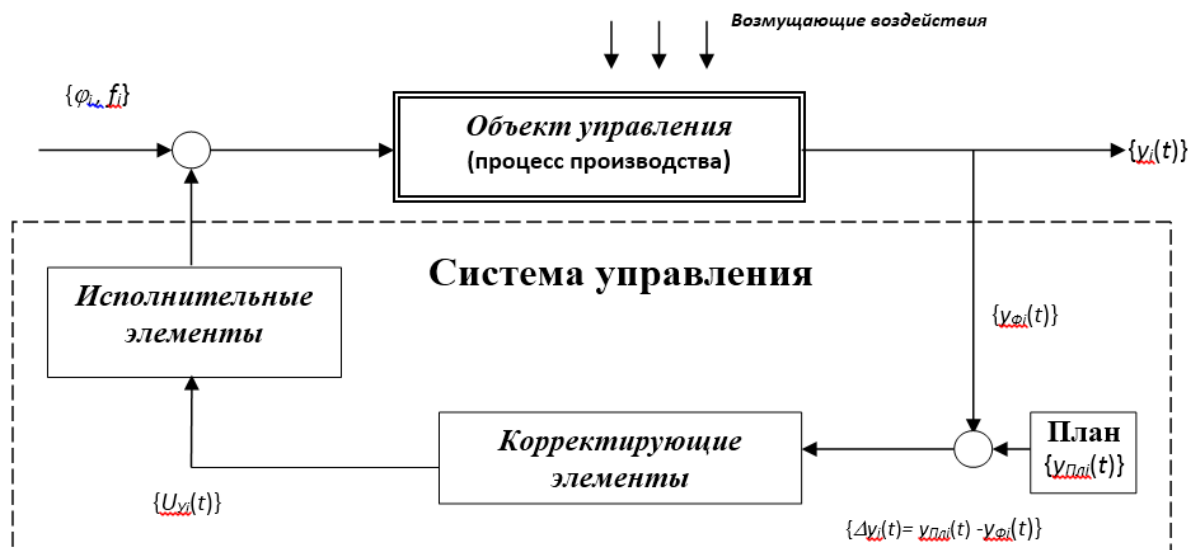 Возмущающие воздействия
{φi, fi}
Объект управления
(процесс производства)
{yi(t)}
Система управления
Исполнительные
элементы
{yФi(t)}
Корректирующие
элементы
План
{yПлi(t)}
{UУi(t)}
{Δyi(t)= yПлi(t) -yФi(t)}